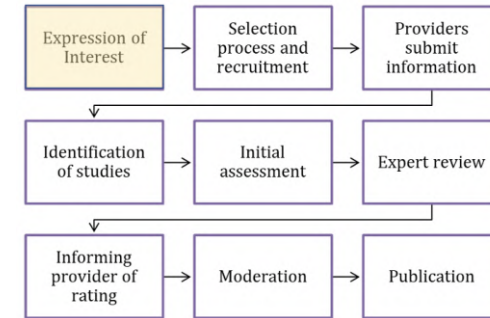 Expression of
Interest
Selection
process and
recruitment
Providers
submit
information
Identification
of studies
Initial
assessment
Expert review
Informing
provider of
rating
Moderation
Publication